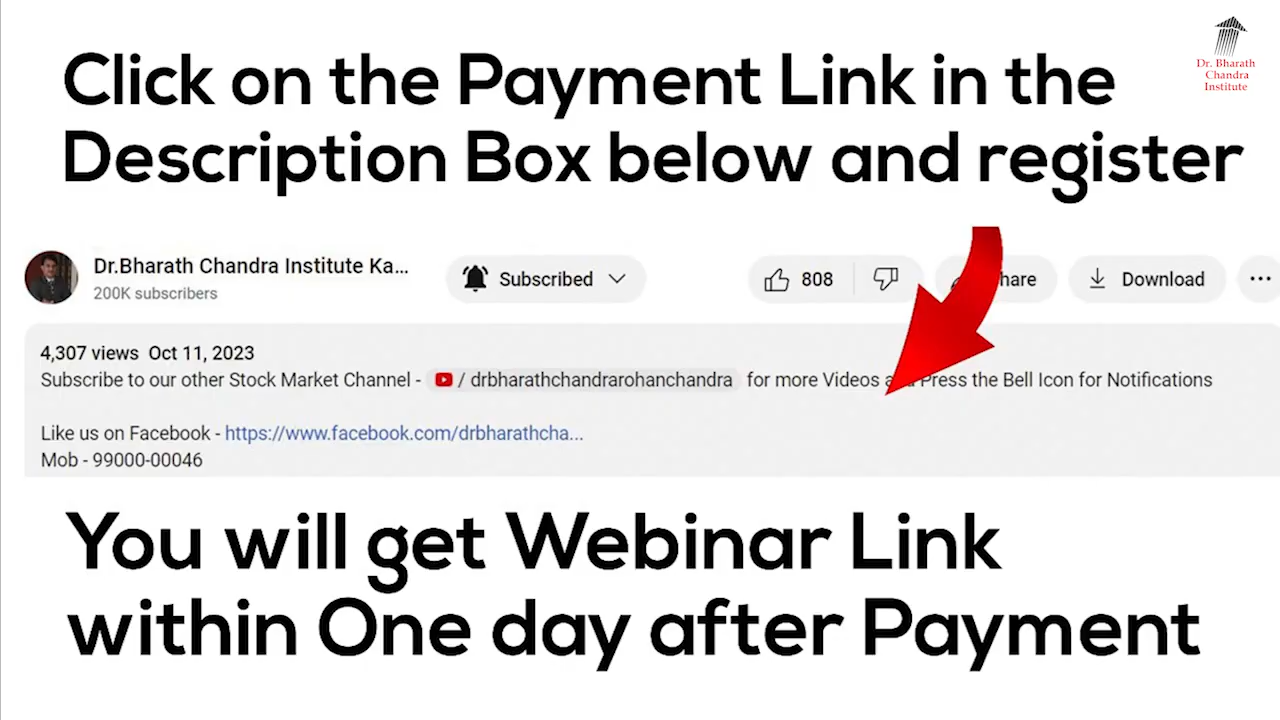 Dr. Bharath
Chandra
Institute
Click on the Payment Link in the
Description Box below and register
Dr.Bharath Chandra Institute Ka...
200K subscribers
Subscribed
808
Download
4,307 views Oct 11, 2023
Subscribe to our other Stock Market Channel - / drbharathchandrarohanchandra for more Videos Press the Bell Icon for Notifications
Like us on Facebook - https://www.facebook.com/drbharathcha...
Mob - 99000-00046
You will get Webinar Link
within One day after Payment